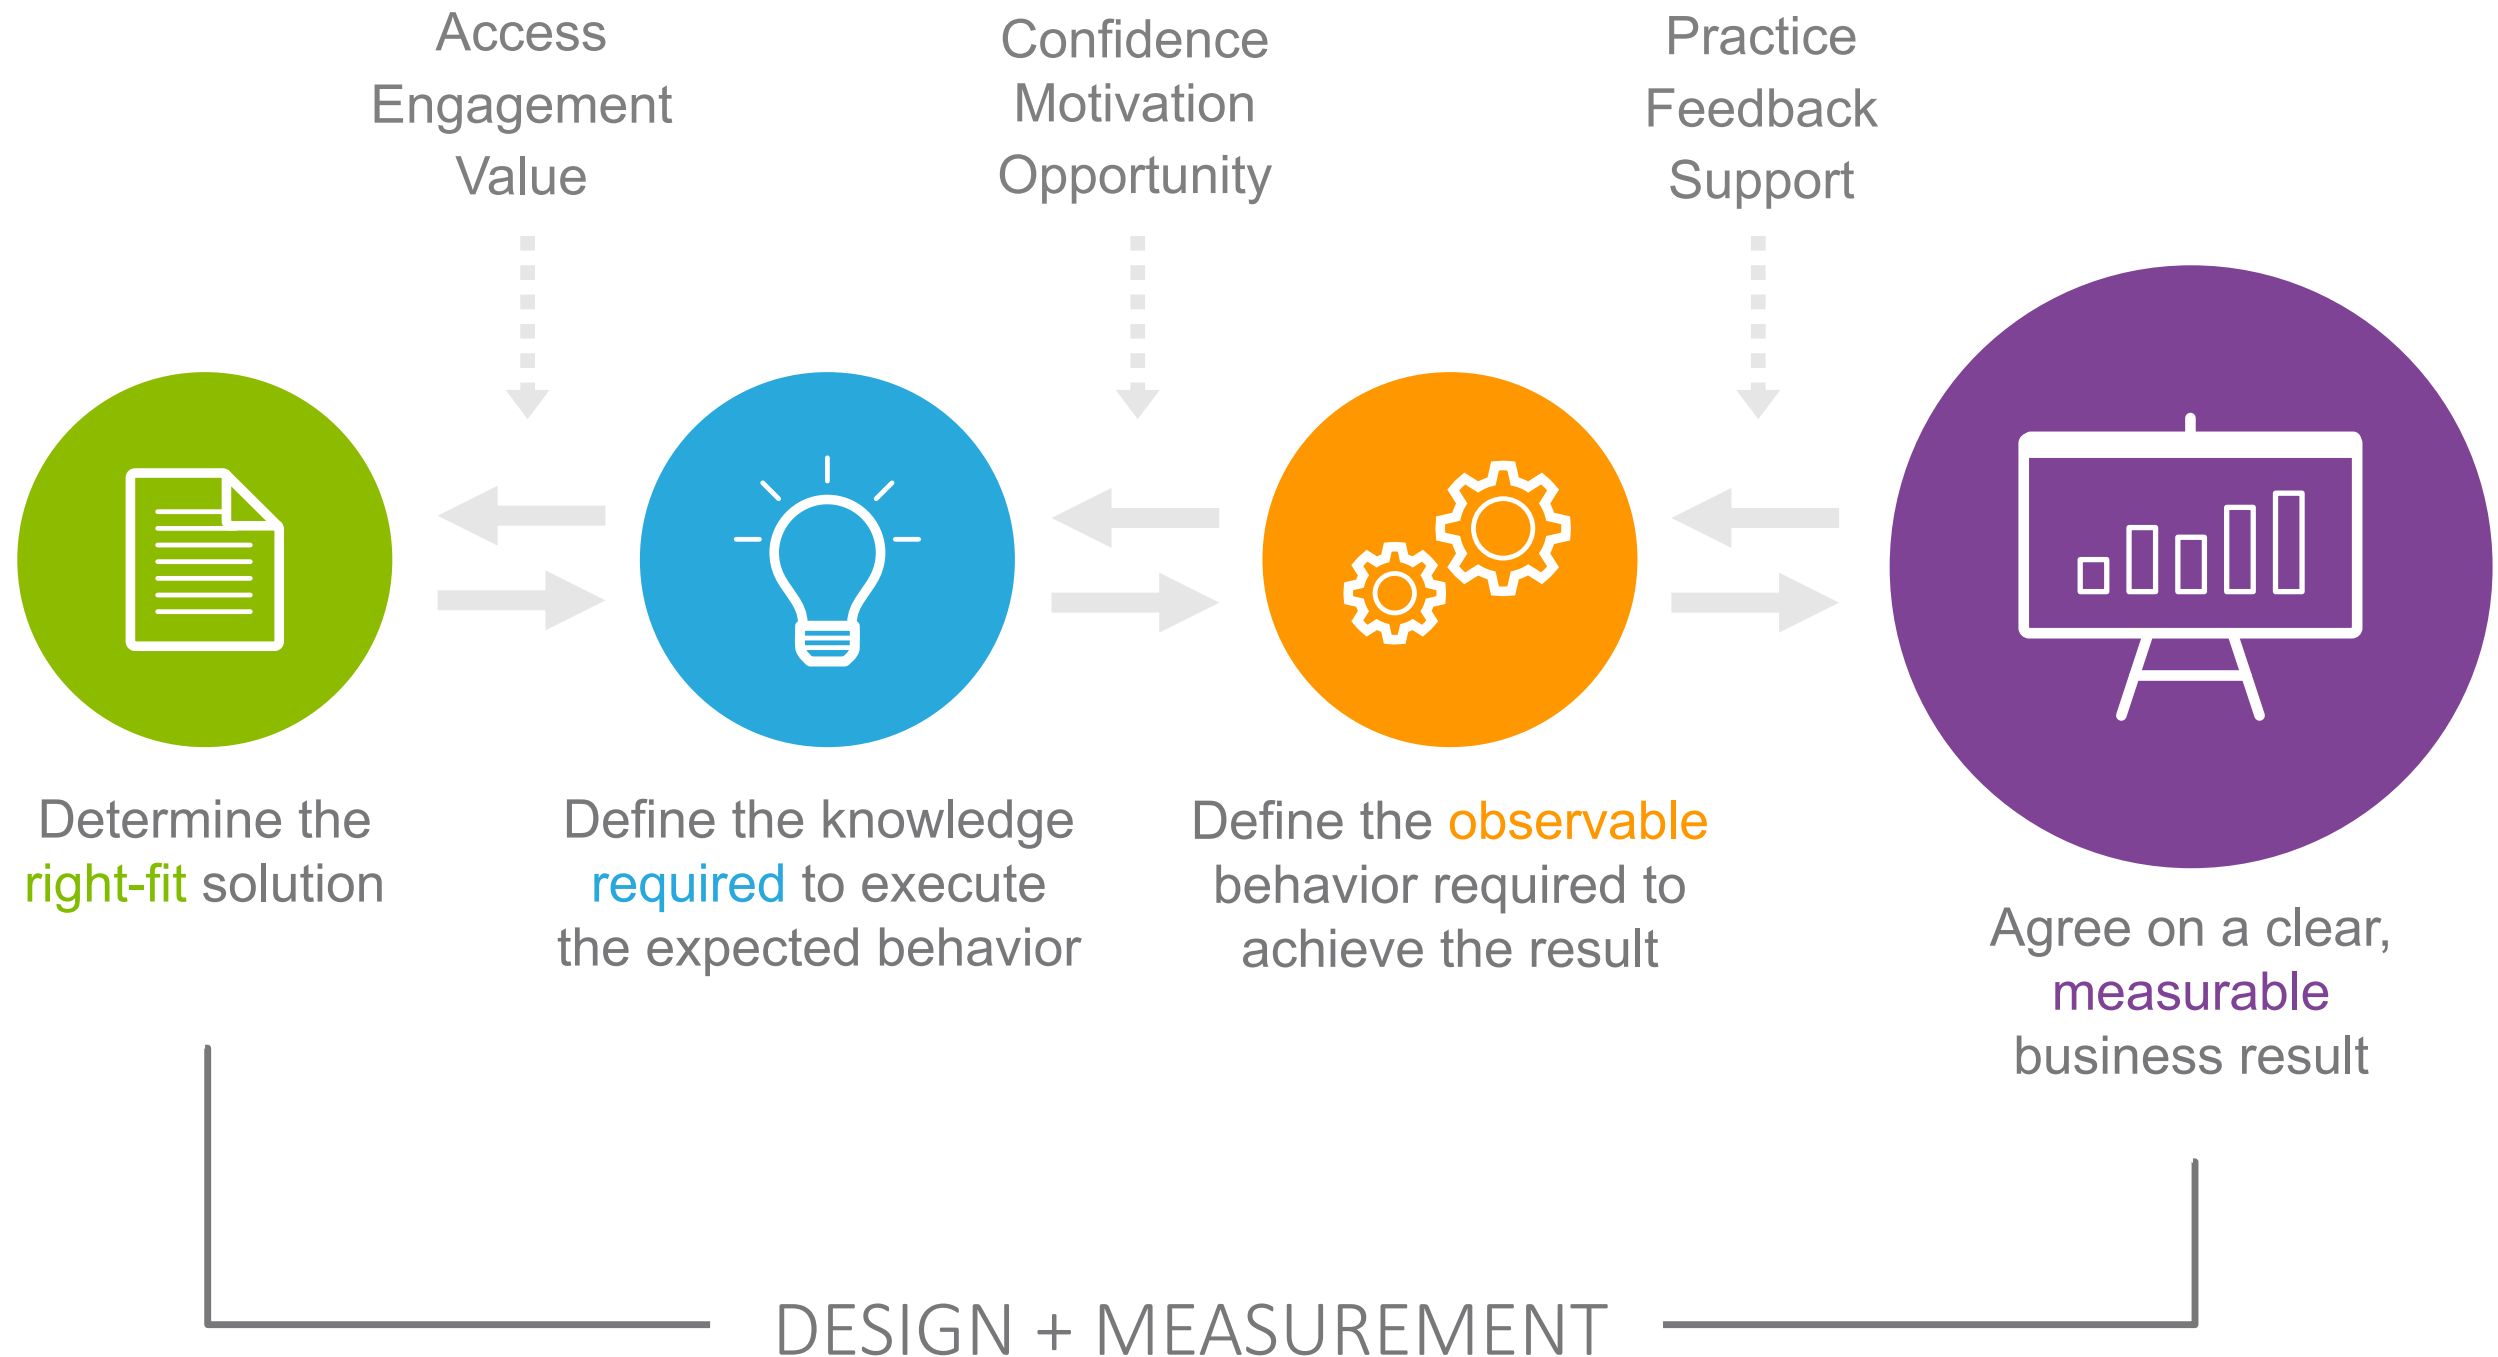 Access
Engagement
Value
Confidence
Motivation
Opportunity
Practice
Feedback
Support
Determine the
right-fit solution
Define the knowledge
required to execute
the expected behavior
Define the observable
behavior required to
achieve the result
Agree on a clear,
measurable
business result
DESIGN + MEASUREMENT